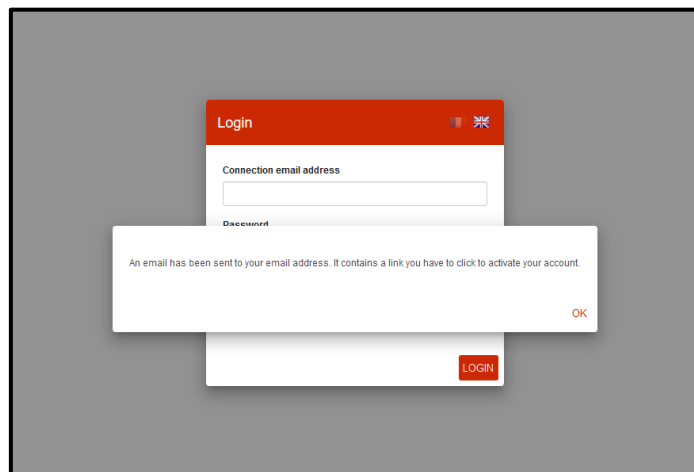 Login
Connection email address
Password
An email has been sent to your email address. It contains a link you have to click to activate your account.
OK
LOGIN